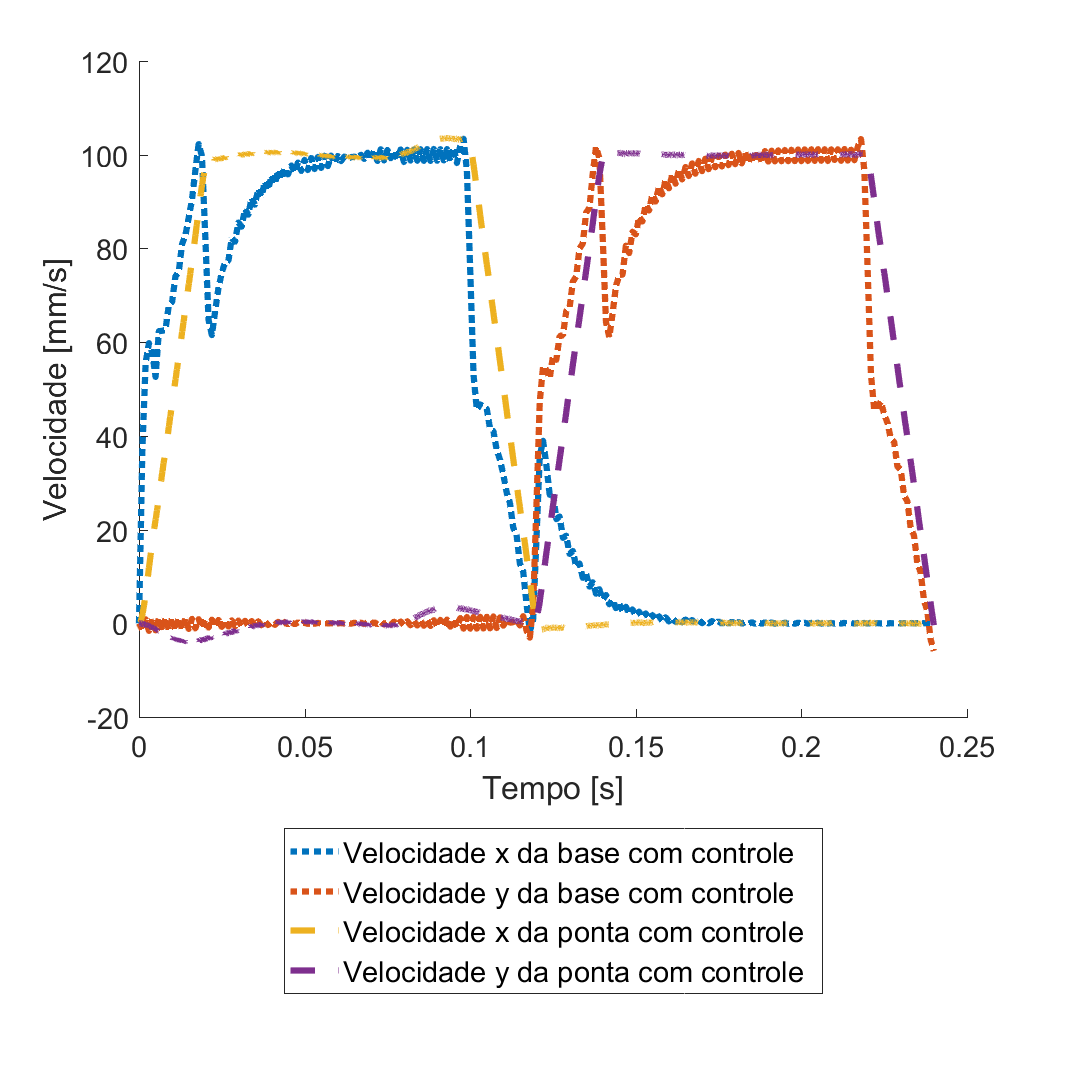 120
100
80
60
40
20
0
-20
Velocidade [mm/s]
0 0.05 0.1 0.15 0.2 0.25
Tempo [s]
Velocidade x da base com controle
Velocidade y da base com controle
Velocidade x da ponta com controle
Velocidade y da ponta com controle